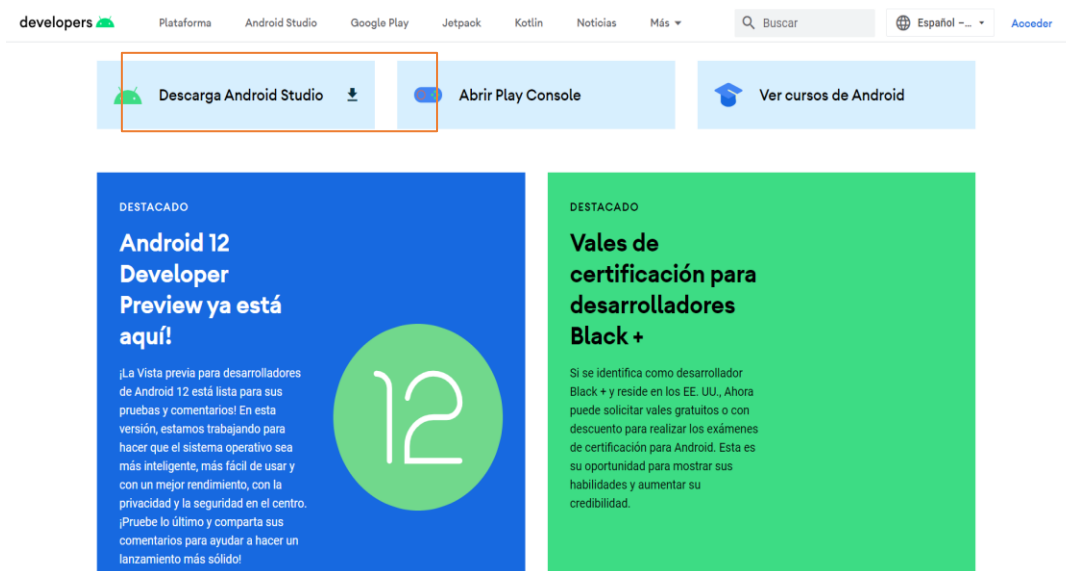 developers Plataforma Android Studio Google Play Jetpack Kotlin Noticias Más Buscar Español –... Acceder
Descarga Android Studio Abrir Play Console Ver cursos de Android
DESTACADO
Android 12
Developer
Preview ya está
aquí!
¡La Vista previa para desarrolladores
de Android 12 está lista para sus
pruebas y comentarios! En esta
versión, estamos trabajando para
hacer que el sistema operativo sea
más inteligente, más fácil de usar y
con un mejor rendimiento, con la
privacidad y la seguridad en el centro.
¡Pruebe lo último y comparta sus
comentarios para ayudar a hacer un
lanzamiento más sólido!
12
DESTACADO
Vales de
certificación para
desarrolladores
Black +
Si se identifica como desarrollador
Black + y reside en los EE. UU., Ahora
puede solicitar vales gratuitos o con
descuento para realizar los exámenes
de certificación para Android. Esta es
su oportunidad para mostrar sus
habilidades y aumentar su
credibilidad.